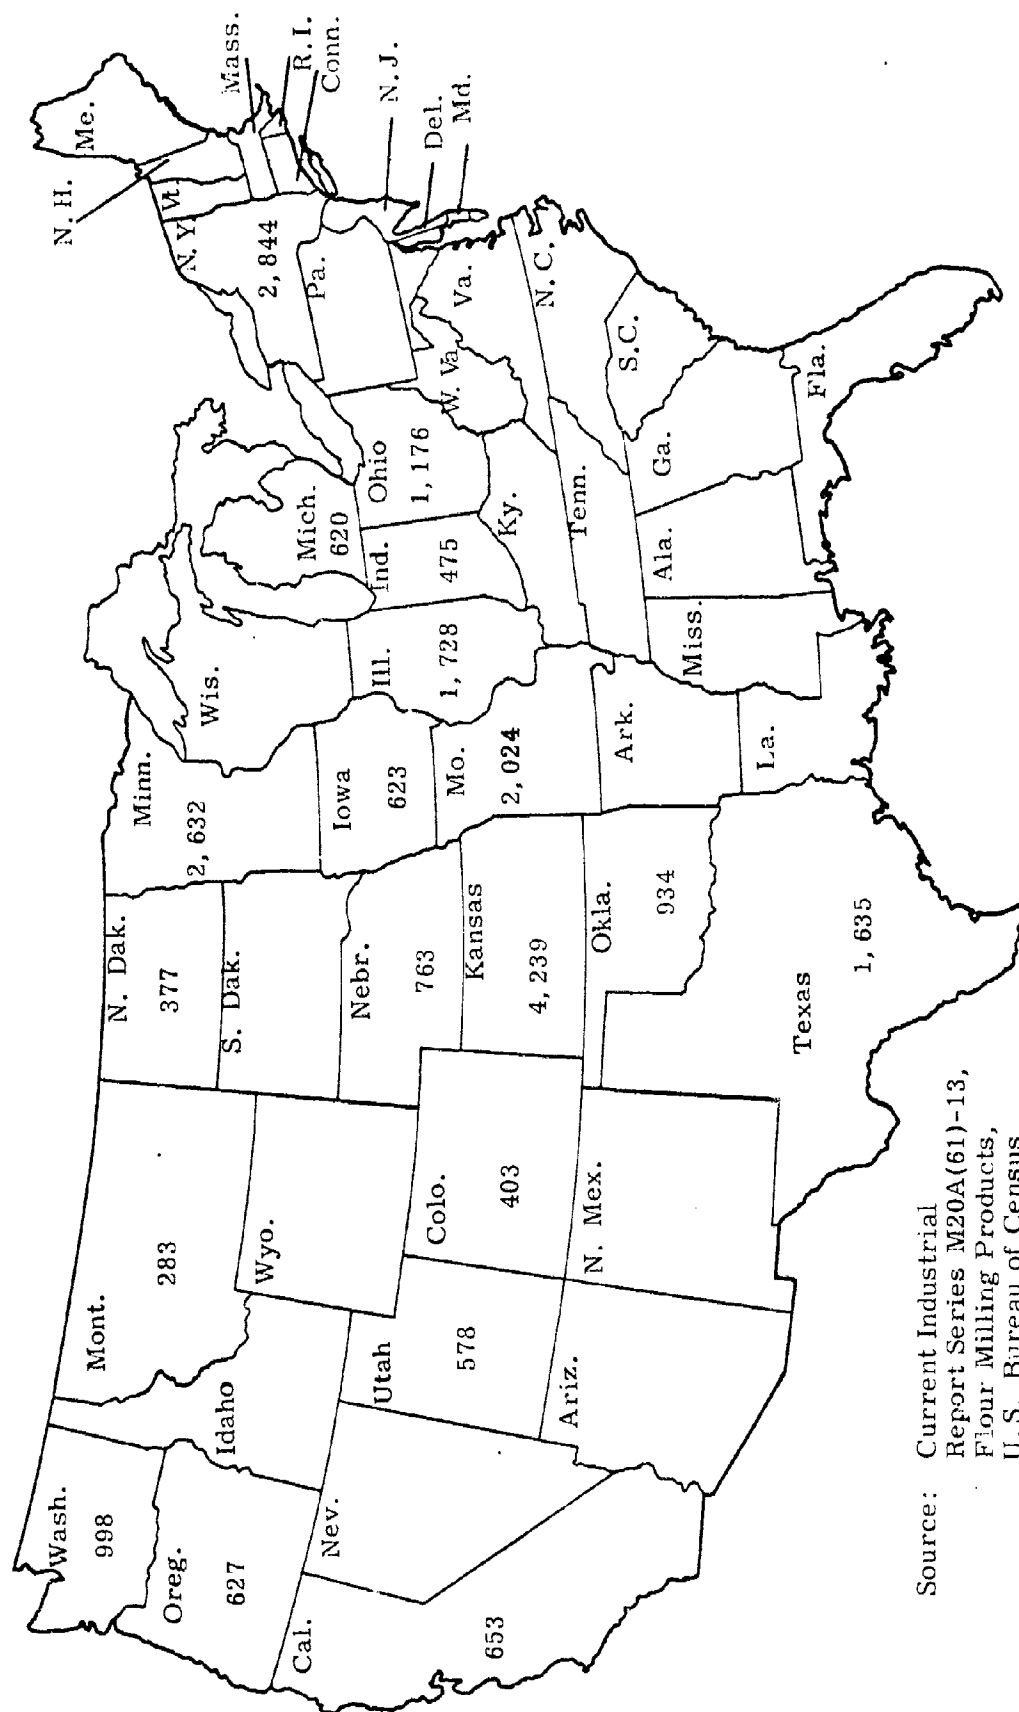 Wash.
998
Oreg.
627
Cal.
653
Nev.
Idaho
Mont.
283
Wyo.
Utah
578
Ariz.
Colo.
403
N. Mex.
N. Dak.
377
S. Dak.
Nebr.
763
Kansas
4,239
Okla.
934
Texas
1,635
Minn.
2,632
Iowa
623
Mo.
2,024
Ark.
La.
Wis.
Ill.
1,728
Mich.
620
Ind.
475
Ohio
1,176
Ky.
Tenn.
Miss.
Ala.
Ga.
Fla.
S.C.
N.C.
Va.
W. Va
Pa.
N.Y.
2,844
Vt.
N.H.
Me.
Mass.
R.I.
Conn.
N.J.
Del.
Md.
Source: Current Industrial
Report Series M20A(61)-13,
Flour Milling Products,
U.S. Bureau of Census